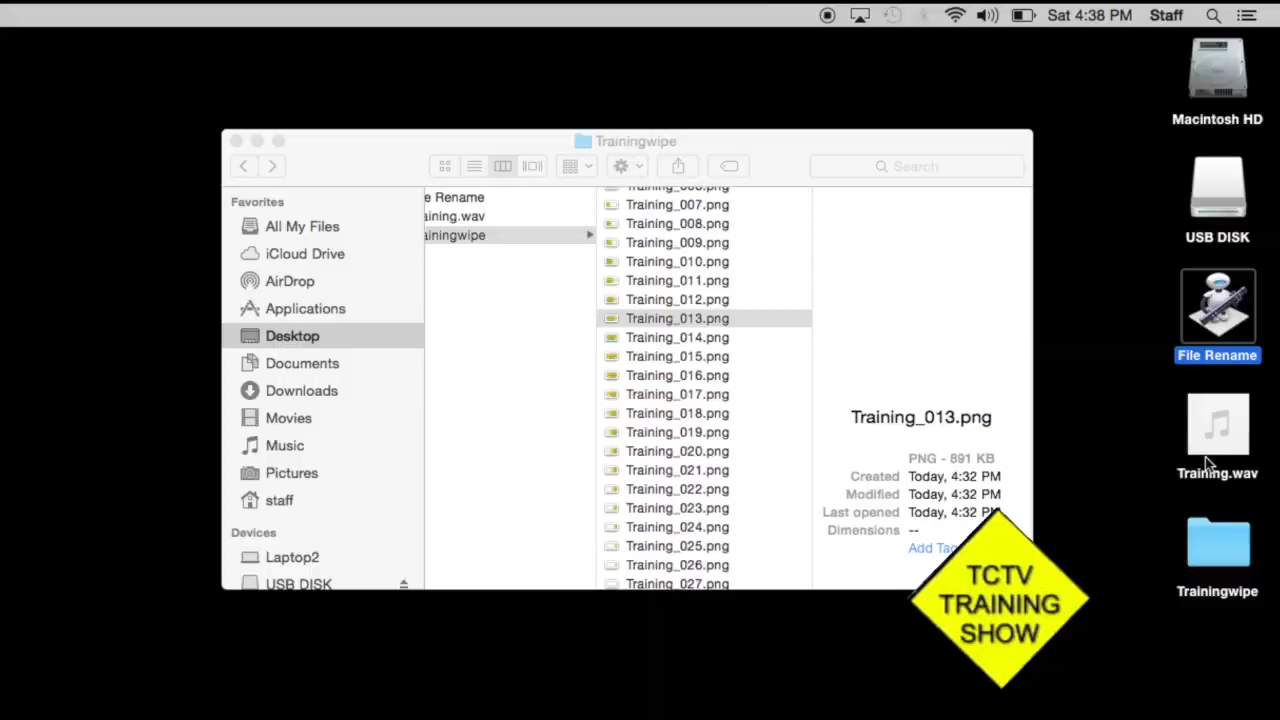 Sat 4:38 PM Staff
Macintosh HD
USB DISK
File Rename
Training.wav
Trainingwipe
Trainingwipe
Search
Favorites
All My Files
iCloud Drive
AirDrop
Applications
Desktop
Documents
Downloads
Movies
Music
Pictures
staff
Devices
Laptop2
USB DISK
e Rename
aining.wav
ainingwipe
Training_006.png
Training_007.png
Training_008.png
Training_009.png
Training_010.png
Training_011.png
Training_012.png
Training_013.png
Training_014.png
Training_015.png
Training_016.png
Training_017.png
Training_018.png
Training_019.png
Training_020.png
Training_021.png
Training_022.png
Training_023.png
Training_024.png
Training_025.png
Training_026.png
Training_027.png
Training_013.png
PNG - 891 KB
Created Today, 4:32 PM
Modified Today, 4:32 PM
Last opened Today, 4:32 PM
Dimensions --
Add Tag
TCTV
TRAINING
SHOW